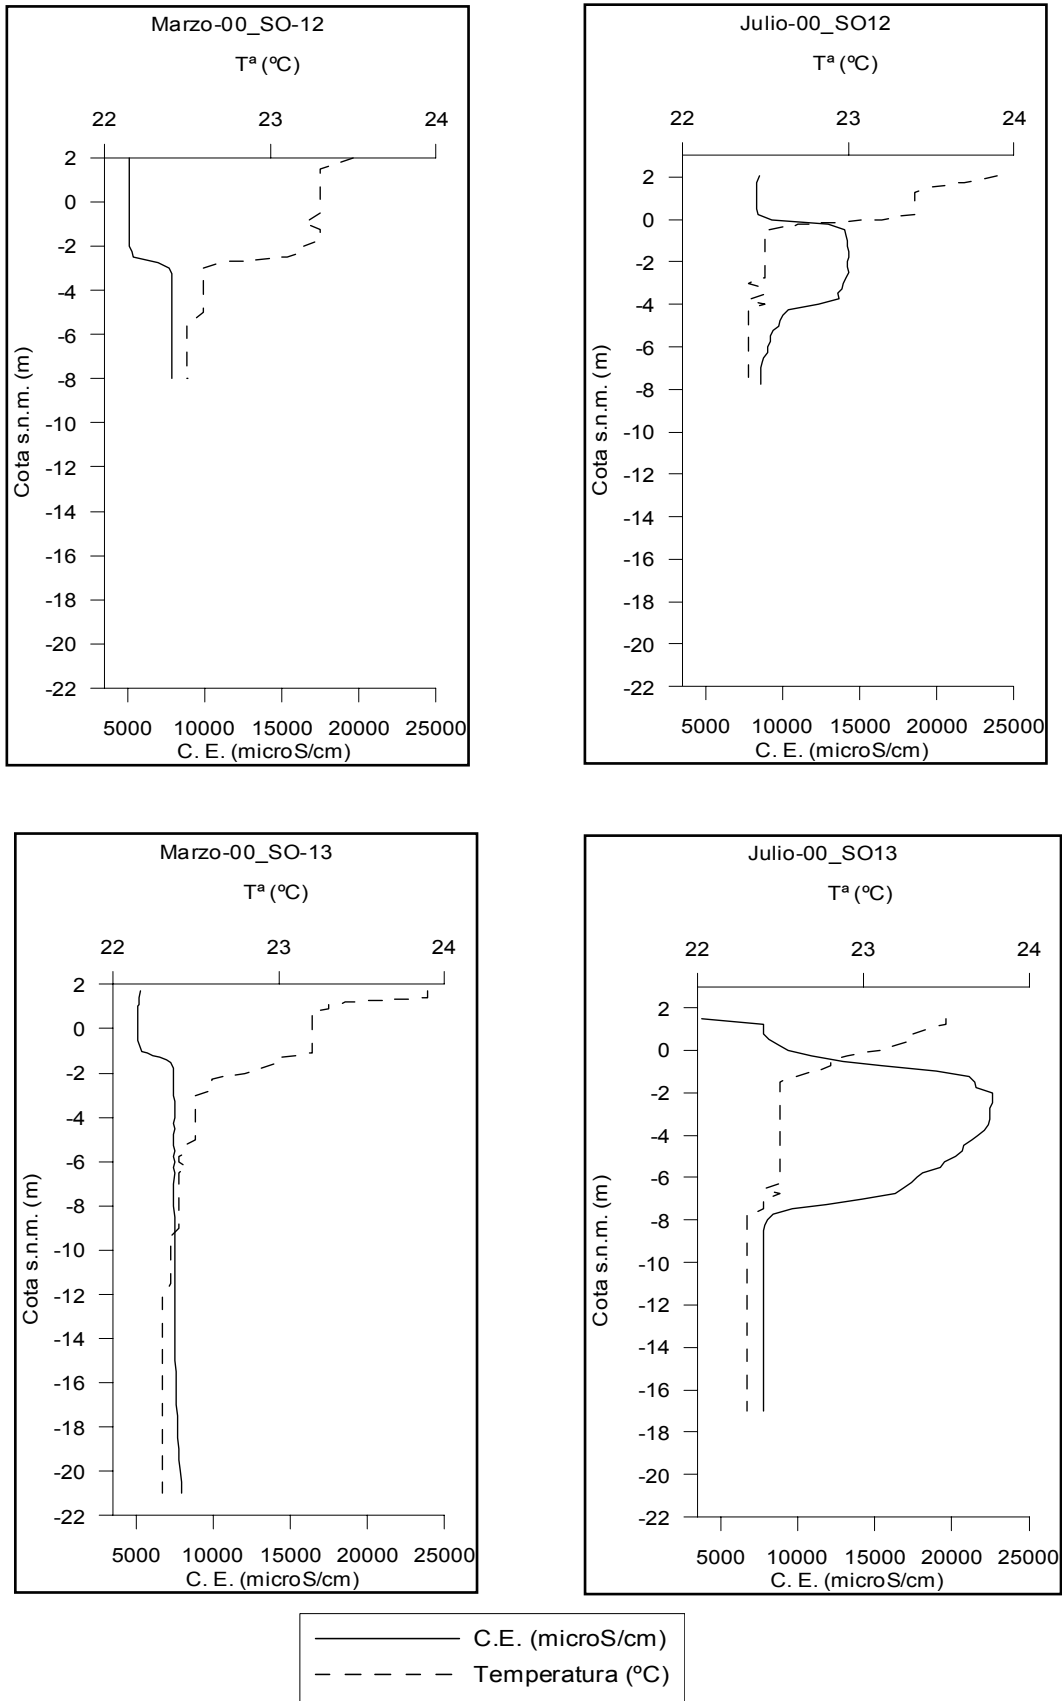 Marzo-00_SO-12
Tª (ºC)
22 23 24
2
0
-2
-4
-6
-8
-10
-12
-14
-16
-18
-20
-22
Cota s.n.m. (m)
5000 10000 15000 20000 25000
C. E. (microS/cm)
Julio-00_SO12
Tª (ºC)
22 23 24
2
0
-2
-4
-6
-8
-10
-12
-14
-16
-18
-20
-22
Cota s.n.m. (m)
5000 10000 15000 20000 25000
C. E. (microS/cm)
Marzo-00_SO-13
Tª (ºC)
22 23 24
2
0
-2
-4
-6
-8
-10
-12
-14
-16
-18
-20
-22
Cota s.n.m. (m)
5000 10000 15000 20000 25000
C. E. (microS/cm)
Julio-00_SO13
Tª (ºC)
22 23 24
2
0
-2
-4
-6
-8
-10
-12
-14
-16
-18
-20
-22
Cota s.n.m. (m)
5000 10000 15000 20000 25000
C. E. (microS/cm)
C.E. (microS/cm)
Temperatura (ºC)